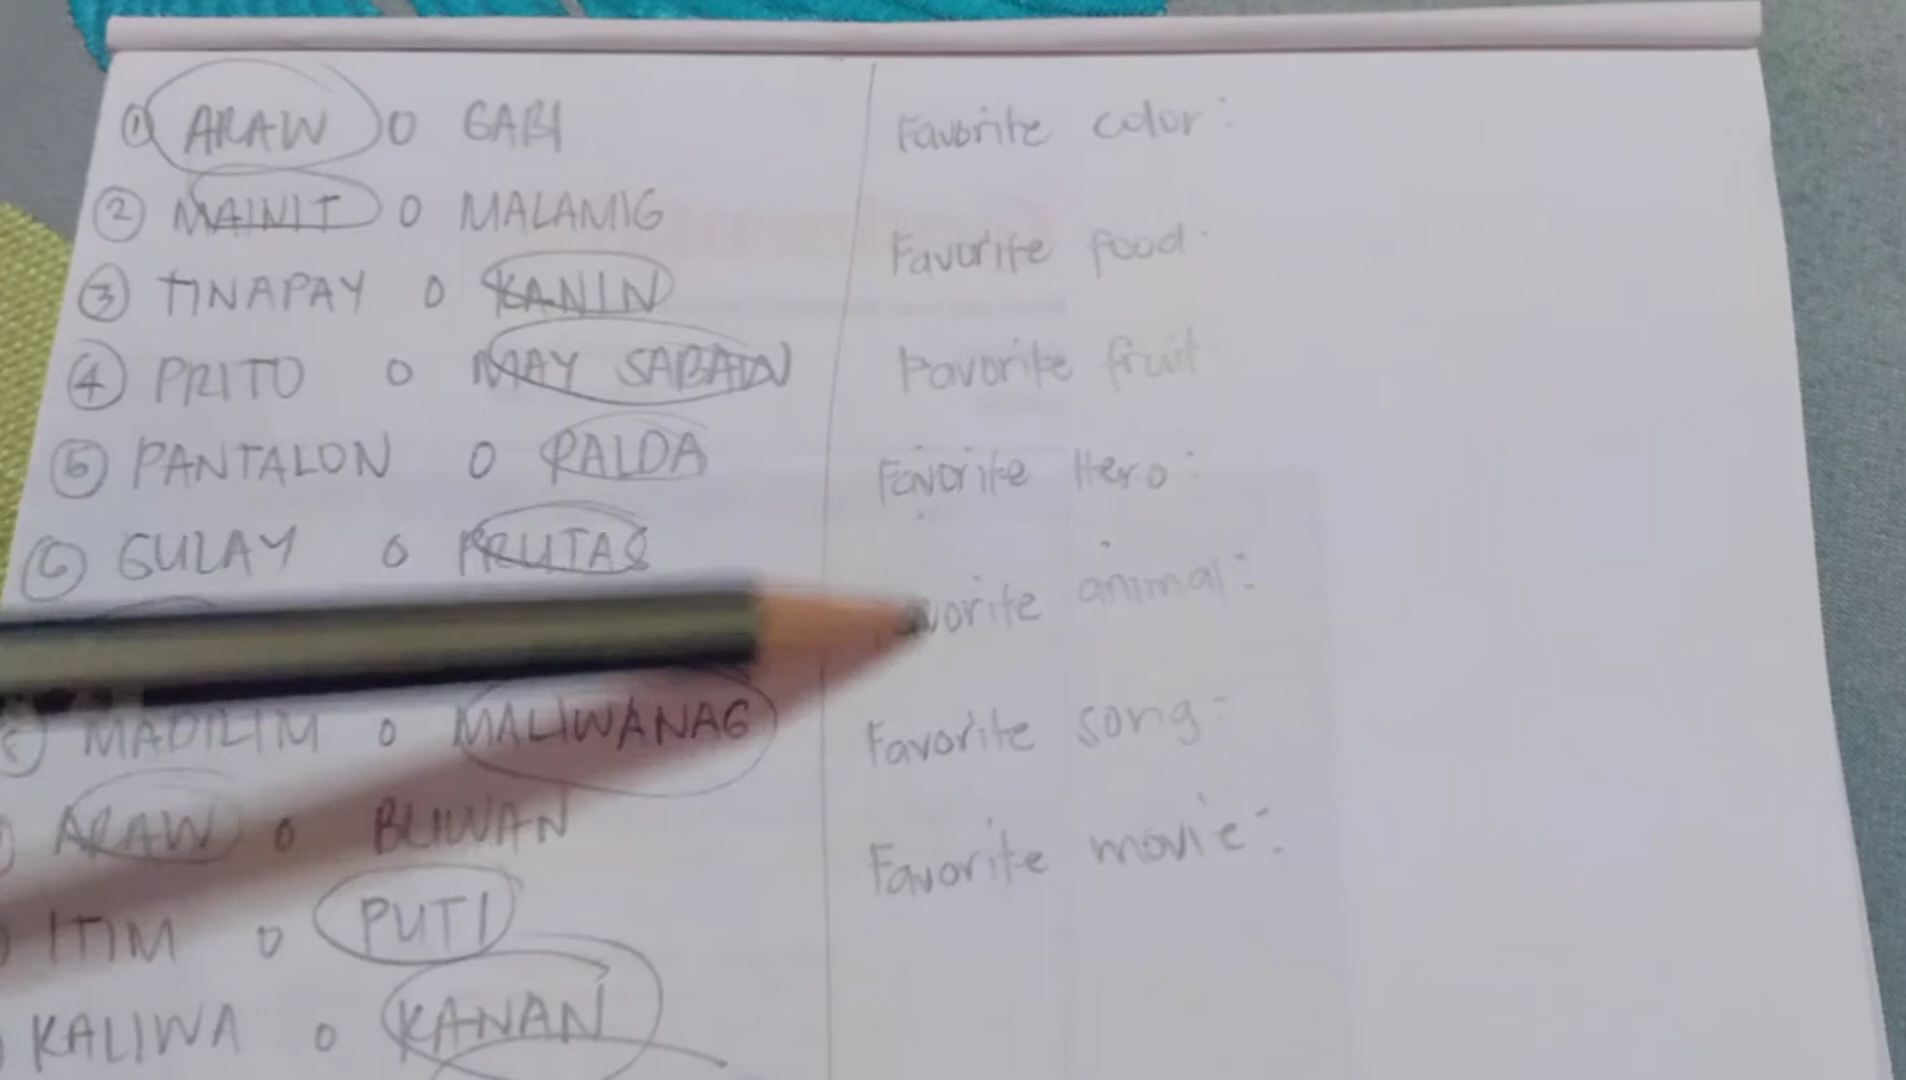 ① ARAW O GABI
② MAINIT O MALAMIG
③ TINAPAY O KANIN
④ PRITO O MAY SABAW
⑤ PANTALON O PALDA
⑥ GULAY O PRUTAS
MADILIM O MALIWANAG
ARAW O BUWAN
ITIM O PUTI
KALIWA O KANAN
Favorite color:
Favorite food:
Favorite fruit
Favorite Hero:
animal:
Favorite song:
Favorite movie: